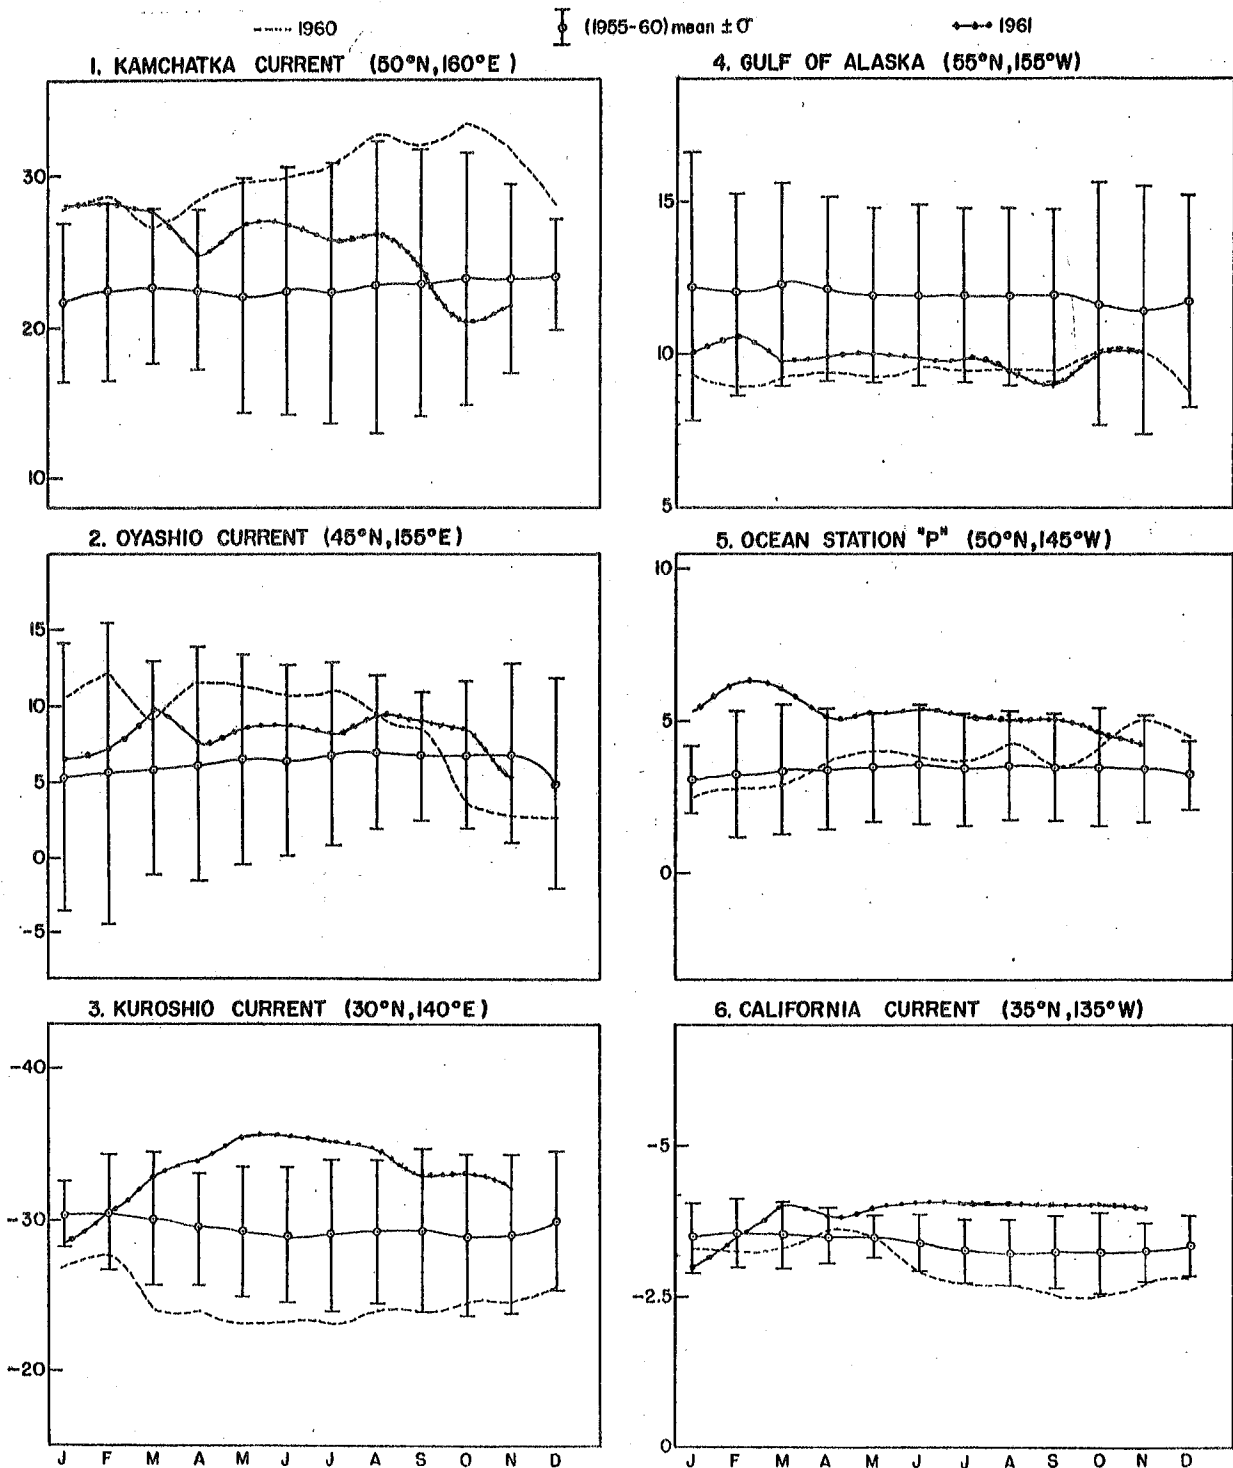 1960 (1955-60) mean ± σ 1961
1. KAMCHATKA CURRENT (50°N,160°E)
30
20
10
4. GULF OF ALASKA (55°N,155°W)
15
10
5
2. OYASHIO CURRENT (45°N,155°E)
15
10
5
0
-5
5. OCEAN STATION "P" (50°N,145°W)
10
5
0
3. KUROSHIO CURRENT (30°N,140°E)
-40
-30
-20
J F M A M J J A S O N D
6. CALIFORNIA CURRENT (35°N,135°W)
-5
-2.5
0
J F M A M J J A S O N D